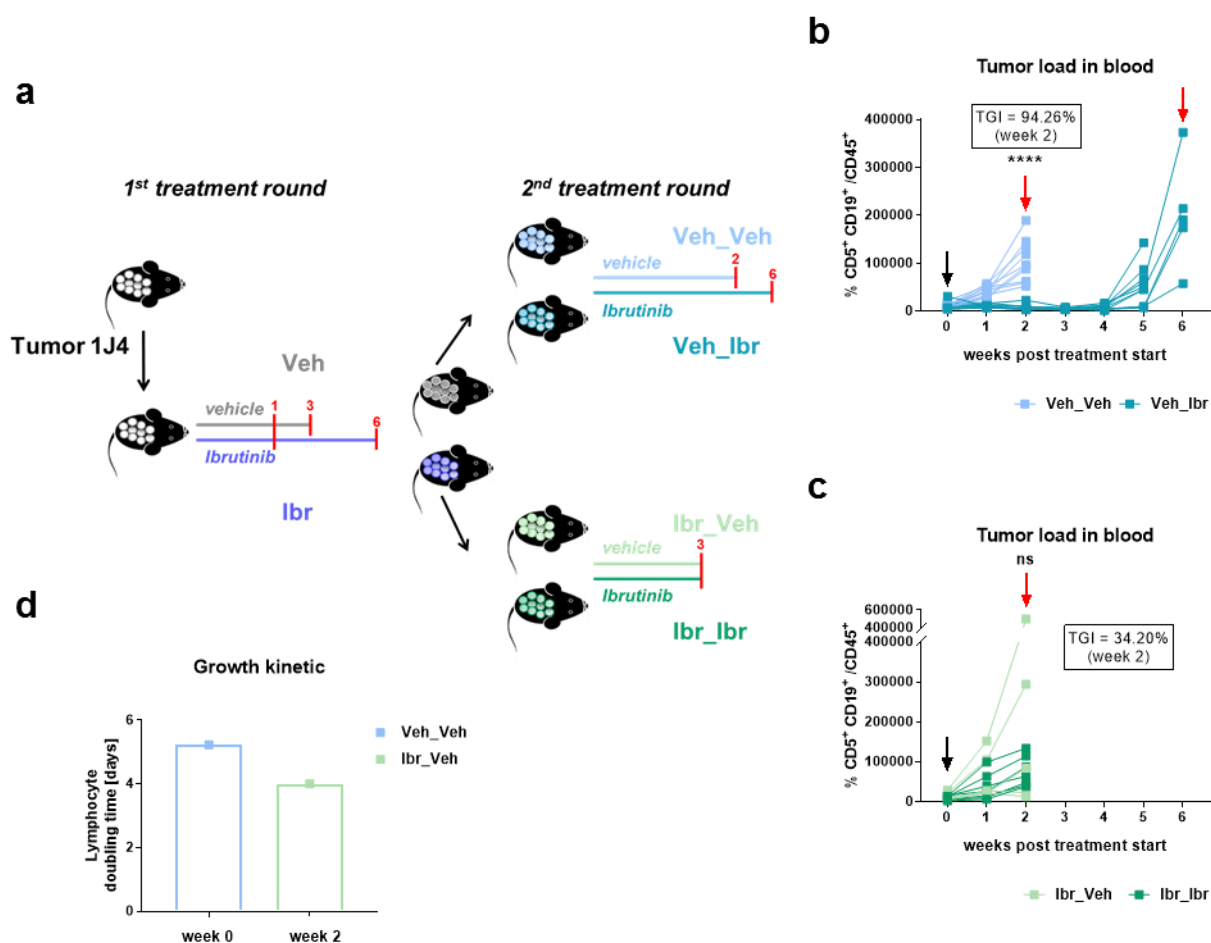 a
1st treatment round
2nd treatment round
Tumor 1J4
Veh
vehicle
1
3
6
Ibrutinib
Ibr
Veh_Veh
vehicle
2
6
Ibrutinib
Veh_Ibr
Ibr_Veh
vehicle
3
Ibrutinib
Ibr_Ibr
b
Tumor load in blood
TGI = 94.26%
(week 2)
****
% CD5+ CD19+ /CD45+
400000
300000
200000
100000
0
0 1 2 3 4 5 6
weeks post treatment start
Veh_Veh Veh_Ibr
c
Tumor load in blood
ns
TGI = 34.20%
(week 2)
% CD5+ CD19+ /CD45+
600000
400000
400000
300000
200000
100000
0
0 1 2 3 4 5 6
weeks post treatment start
Ibr_Veh Ibr_Ibr
d
Growth kinetic
Lymphocyte
doubling time [days]
6
4
2
0
week 0 week 2
Veh_Veh
Ibr_Veh